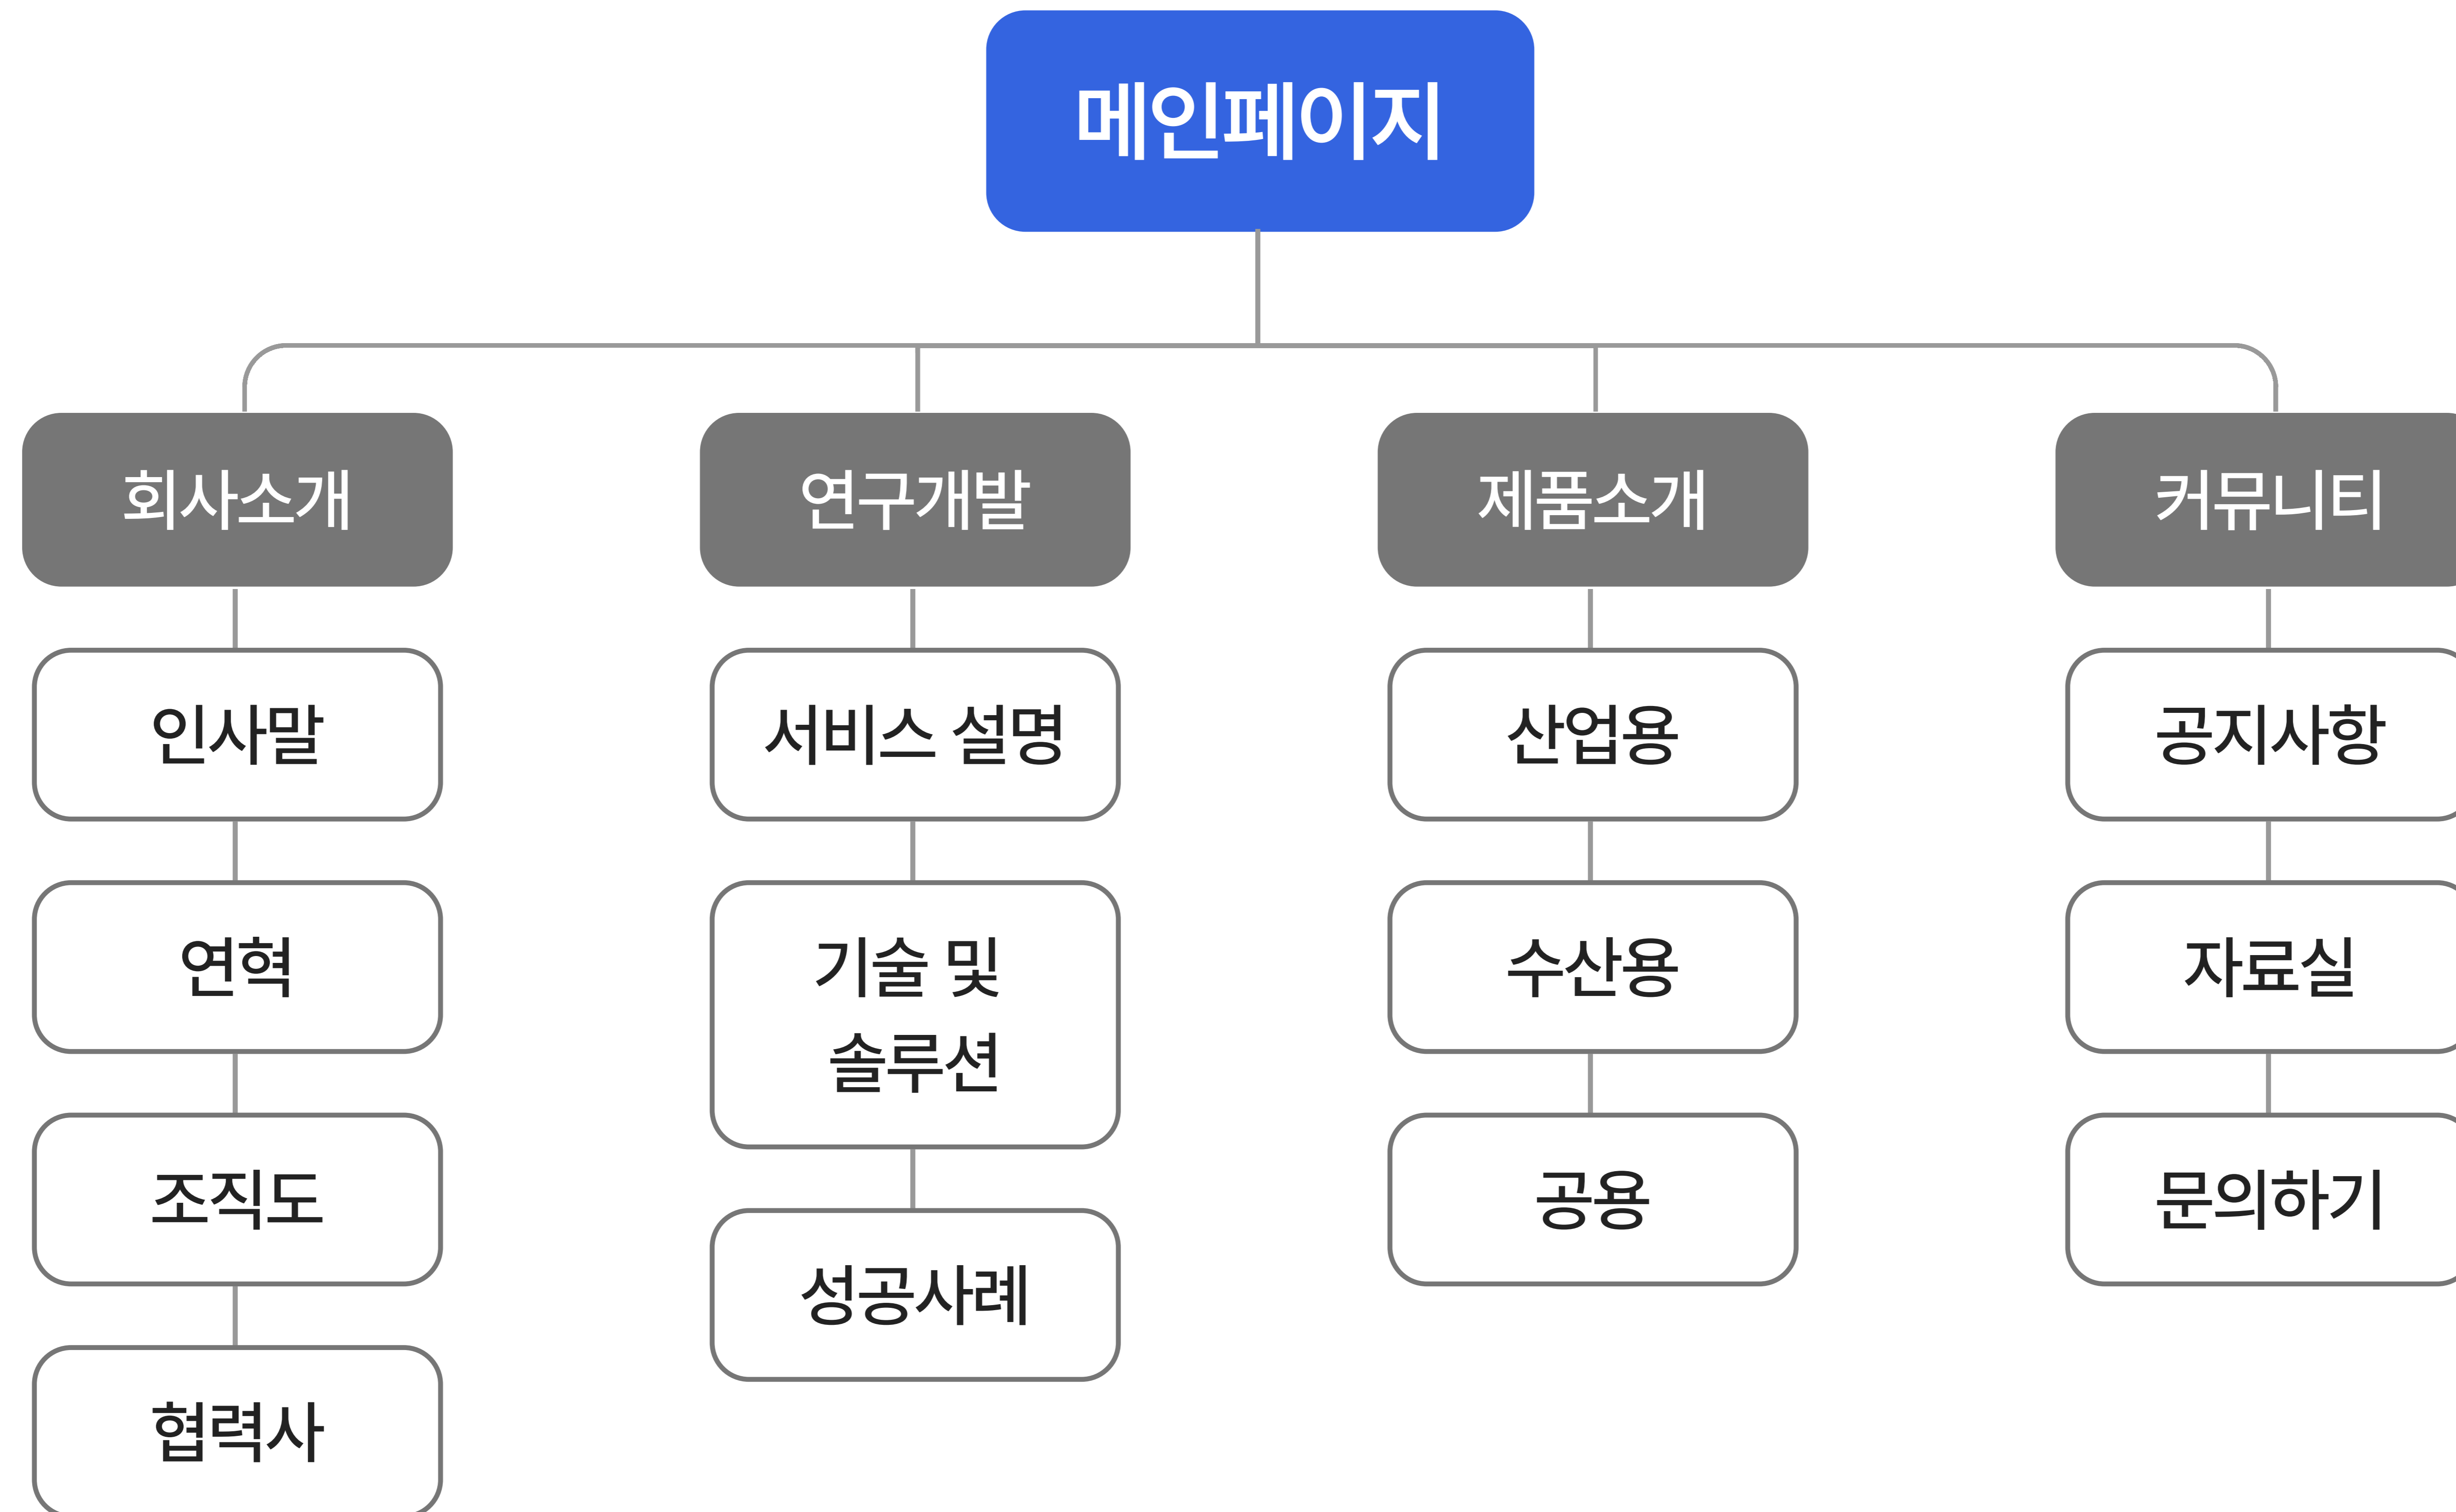 메인페이지
회사소개
연구개발
제품소개
커뮤니티
인사말
서비스 설명
산업용
공지사항
연혁
기술 및
솔루션
수산용
자료실
조직도
성공사례
공용
문의하기
협력사